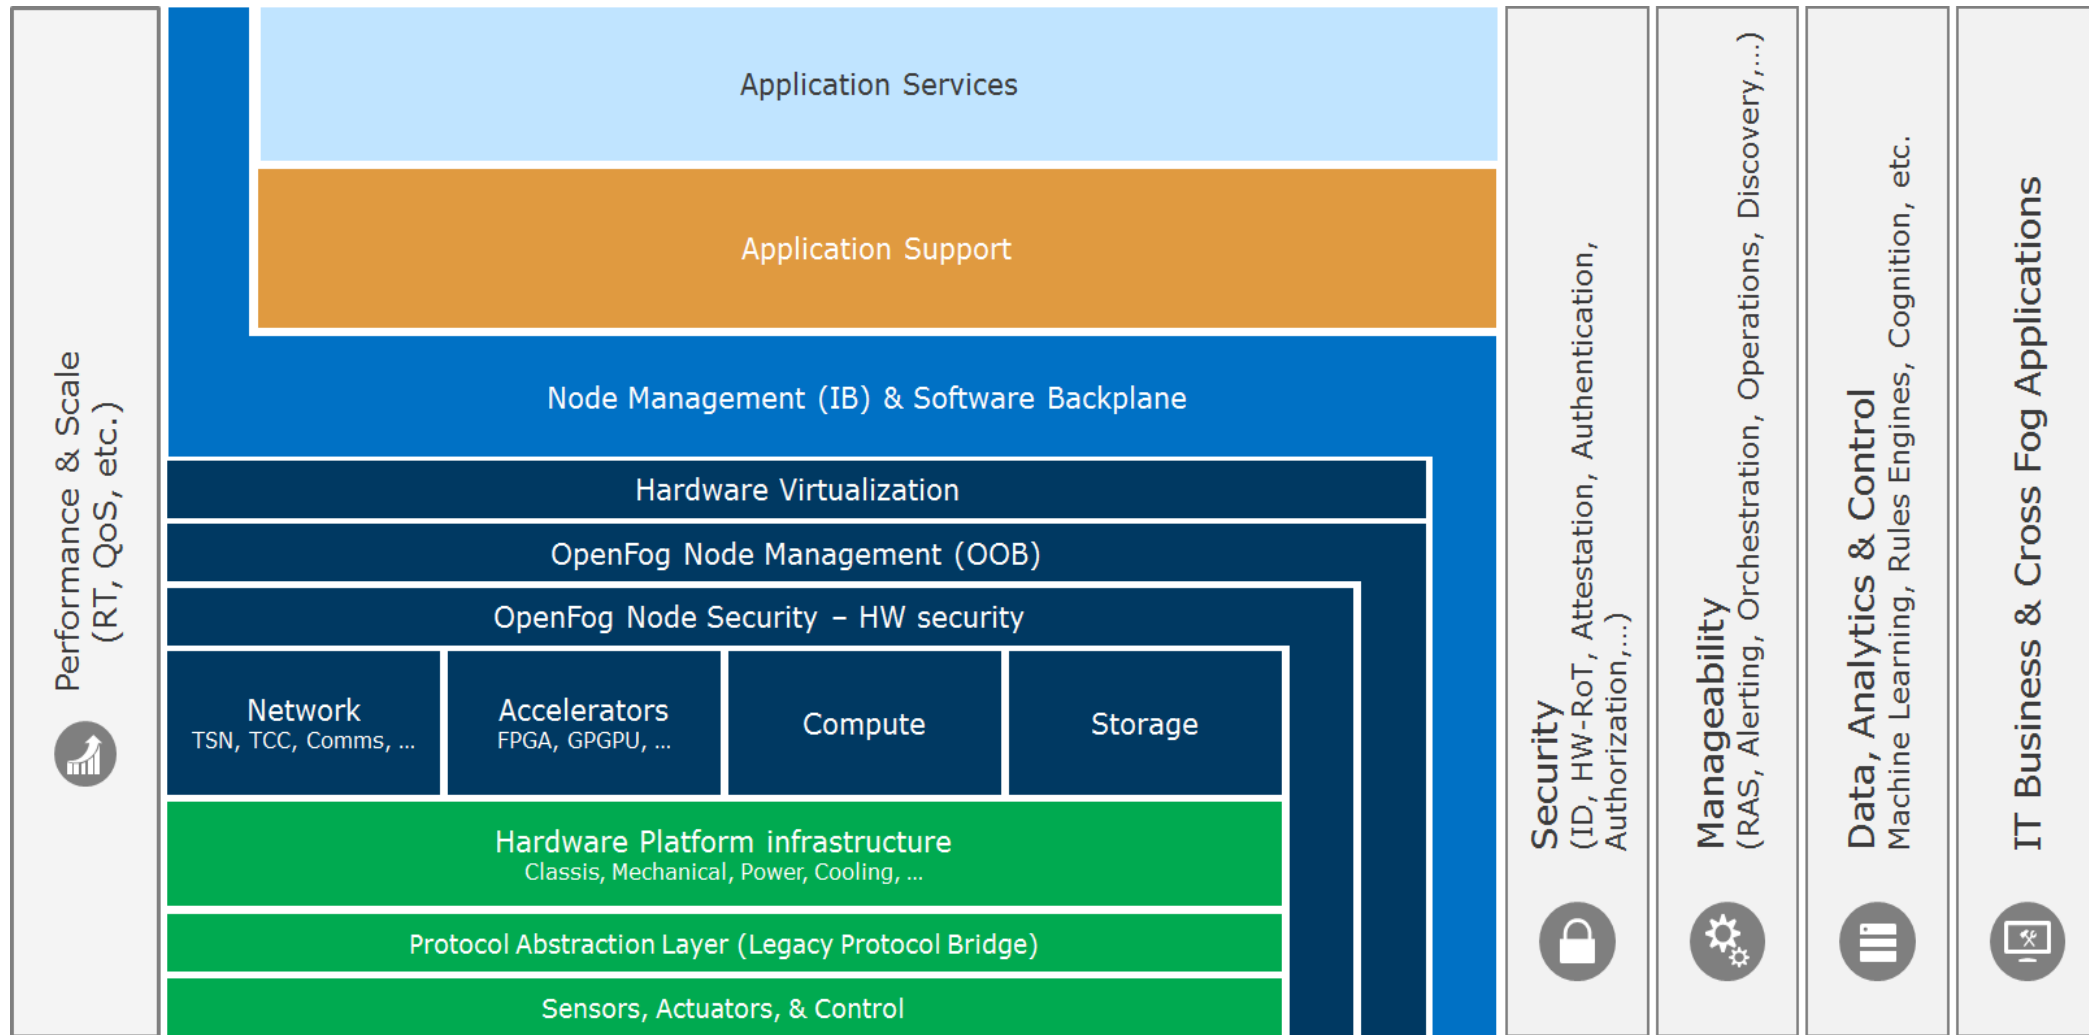 Performance & Scale
(RT, QoS, etc.)
Application Services
Application Support
Node Management (IB) & Software Backplane
Hardware Virtualization
OpenFog Node Management (OOB)
OpenFog Node Security – HW security
Network
TSN, TCC, Comms, ...
Accelerators
FPGA, GPGPU, ...
Compute
Storage
Hardware Platform infrastructure
Classis, Mechanical, Power, Cooling, ...
Protocol Abstraction Layer (Legacy Protocol Bridge)
Sensors, Actuators, & Control
Security
(ID, HW-RoT, Attestation, Authentication,
Authorization,...)
Manageability
(RAS, Alerting, Orchestration, Operations, Discovery,...)
Data, Analytics & Control
Machine Learning, Rules Engines, Cognition, etc.
IT Business & Cross Fog Applications